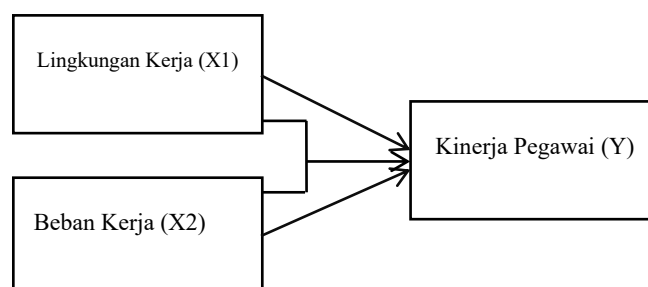 Lingkungan Kerja (X1)
Kinerja Pegawai (Y)
Beban Kerja (X2)